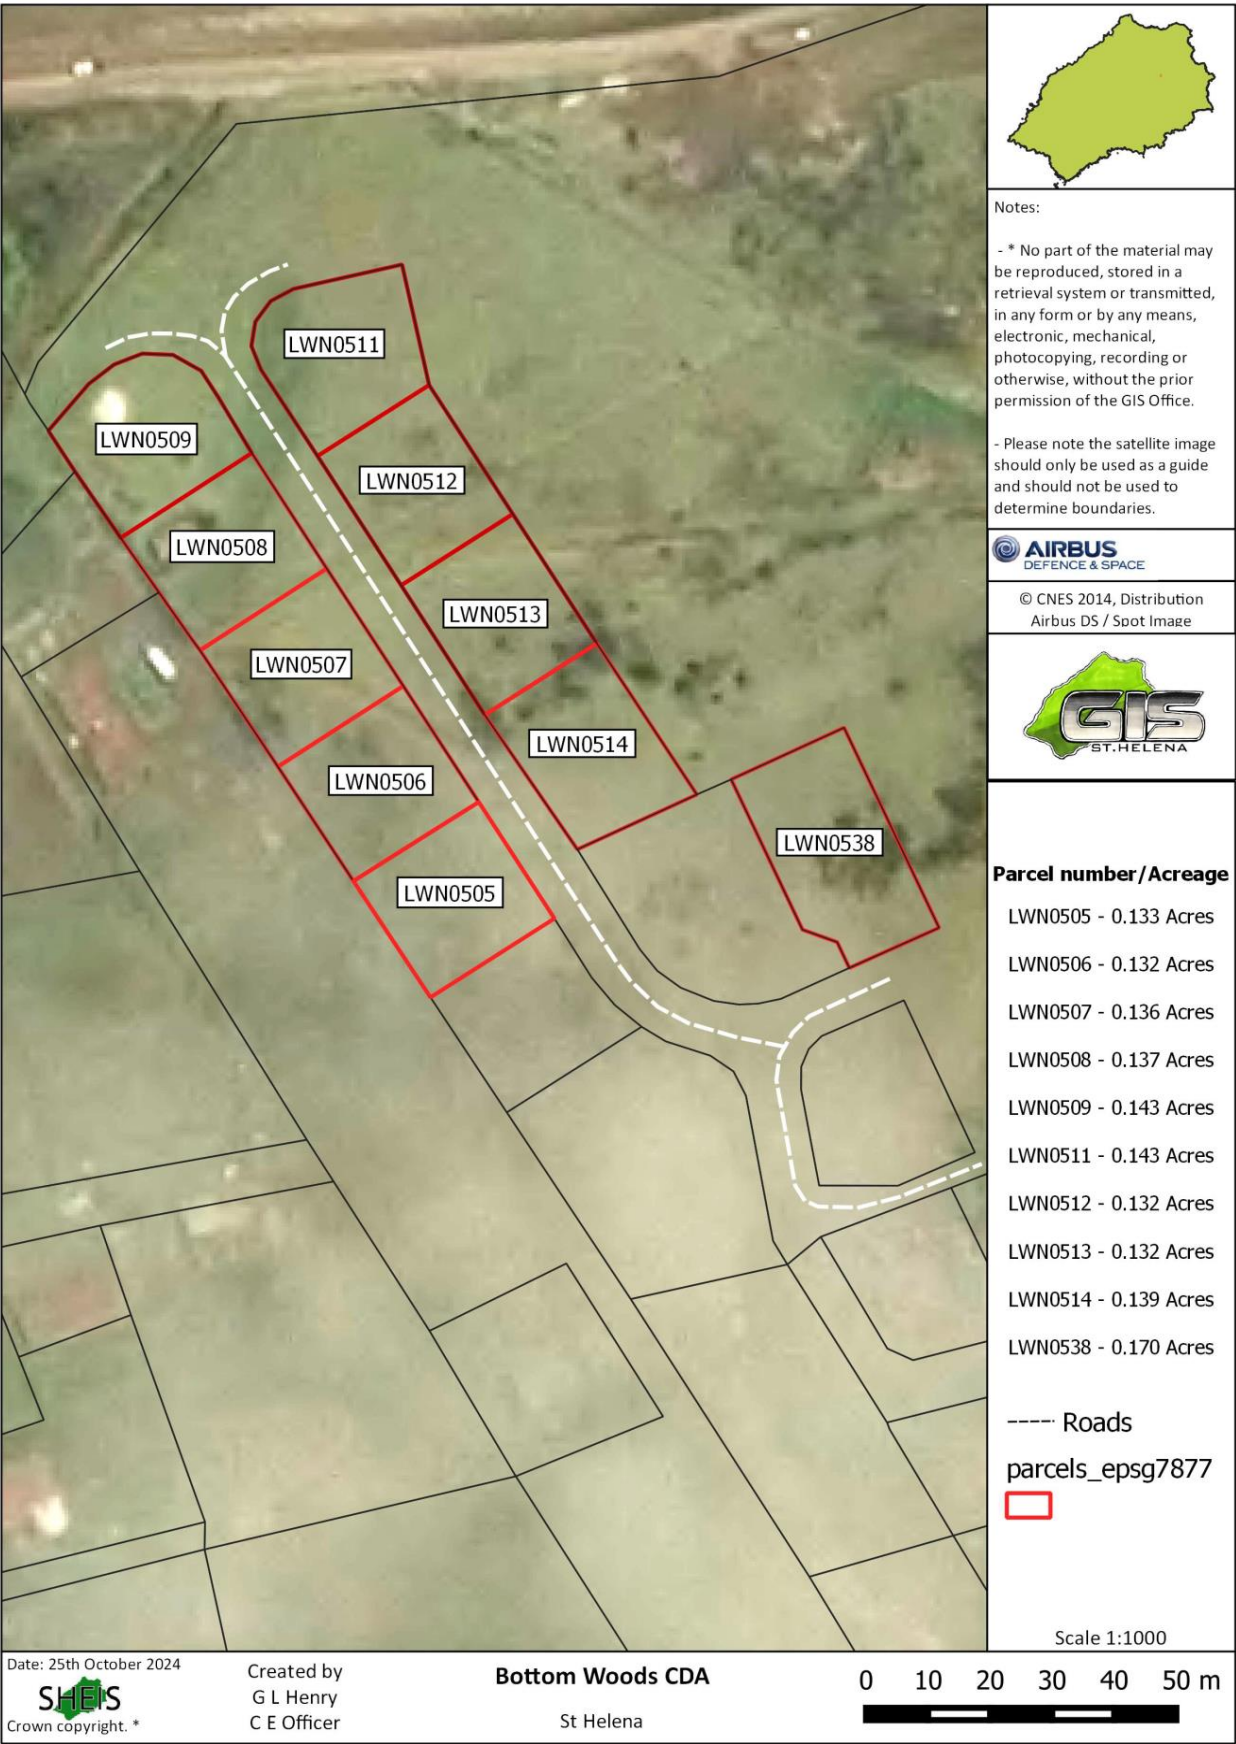 LWN0511
LWN0509
LWN0512
LWN0508
LWN0513
LWN0507
LWN0514
LWN0506
LWN0538
LWN0505
Notes:
- * No part of the material may
be reproduced, stored in a
retrieval system or transmitted,
in any form or by any means,
electronic, mechanical,
photocopying, recording or
otherwise, without the prior
permission of the GIS Office.
- Please note the satellite image
should only be used as a guide
and should not be used to
determine boundaries.
AIRBUS
DEFENCE & SPACE
© CNES 2014, Distribution
Airbus DS / Spot Image
GIS
ST.HELENA
Parcel number/Acreage
LWN0505 - 0.133 Acres
LWN0506 - 0.132 Acres
LWN0507 - 0.136 Acres
LWN0508 - 0.137 Acres
LWN0509 - 0.143 Acres
LWN0511 - 0.143 Acres
LWN0512 - 0.132 Acres
LWN0513 - 0.132 Acres
LWN0514 - 0.139 Acres
LWN0538 - 0.170 Acres
Roads
parcels_epsg7877
Scale 1:1000
Date: 25th October 2024
SHEIS
Crown copyright. *
Created by
G L Henry
C E Officer
Bottom Woods CDA
St Helena
0 10 20 30 40 50 m